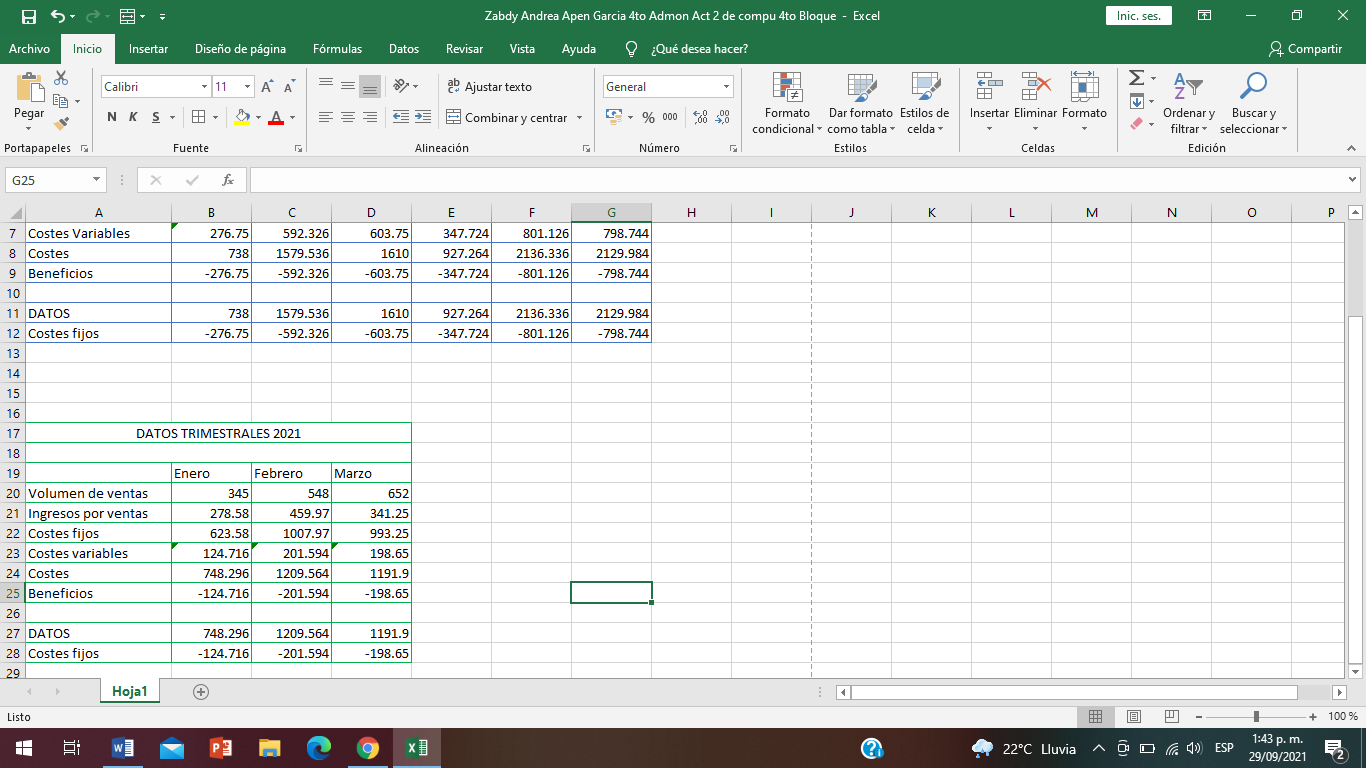 Zabdy Andrea Apen Garcia 4to Admon Act 2 de compu 4to Bloque - Excel
Inic. ses.
Archivo Inicio Insertar Diseño de página Fórmulas Datos Revisar Vista Ayuda ¿Qué desea hacer? Compartir
Pegar
Calibri 11
N K S
Ajustar texto
Combinar y centrar
General
% 000
Formato condicional
Dar formato como tabla
Estilos de celda
Insertar Eliminar Formato
Ordenar y filtrar
Buscar y seleccionar
Portapapeles Fuente Alineación Número Estilos Celdas Edición
G25 fx
A B C D E F G H I J K L M N O P
7 Costes Variables 276.75 592.326 603.75 347.724 801.126 798.744
8 Costes 738 1579.536 1610 927.264 2136.336 2129.984
9 Beneficios -276.75 -592.326 -603.75 -347.724 -801.126 -798.744
10
11 DATOS 738 1579.536 1610 927.264 2136.336 2129.984
12 Costes fijos -276.75 -592.326 -603.75 -347.724 -801.126 -798.744
13
14
15
16
17 DATOS TRIMESTRALES 2021
18
19 Enero Febrero Marzo
20 Volumen de ventas 345 548 652
21 Ingresos por ventas 278.58 459.97 341.25
22 Costes fijos 623.58 1007.97 993.25
23 Costes variables 124.716 201.594 198.65
24 Costes 748.296 1209.564 1191.9
25 Beneficios -124.716 -201.594 -198.65
26
27 DATOS 748.296 1209.564 1191.9
28 Costes fijos -124.716 -201.594 -198.65
29
Hoja1
Listo 100 %
22°C Lluvia ESP 1:43 p. m.
29/09/2021 2